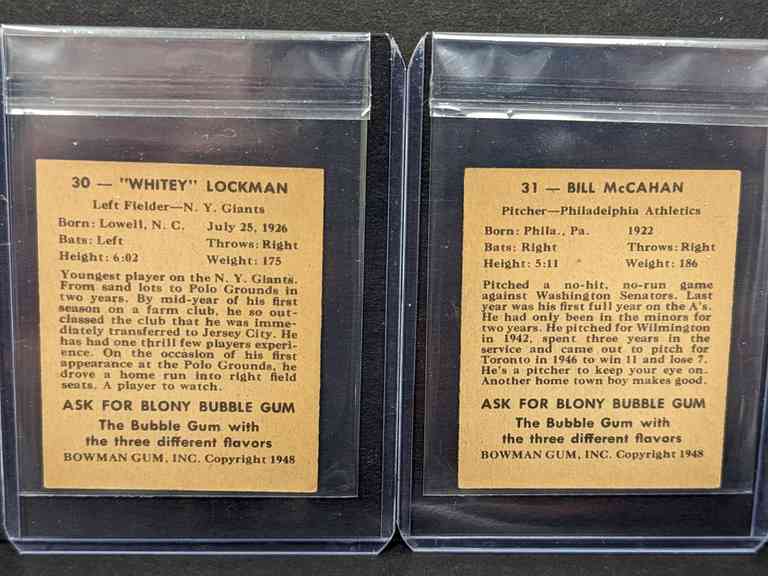 30 — "WHITEY" LOCKMAN
Left Fielder—N. Y. Giants
Born: Lowell, N. C. July 25, 1926
Bats: Left Throws: Right
Height: 6:02 Weight: 175
Youngest player on the N. Y. Giants.
From sand lots to Polo Grounds in
two years. By mid-year of his first
season on a farm club, he so out-
classed the club that he was imme-
diately transferred to Jersey City. He
has had one thrill few players experi-
ence. On the occasion of his first
appearance at the Polo Grounds, he
drove a home run into right field
seats. A player to watch.
ASK FOR BLONY BUBBLE GUM
The Bubble Gum with
the three different flavors
BOWMAN GUM, INC. Copyright 1948
31 — BILL McCAHAN
Pitcher—Philadelphia Athletics
Born: Phila., Pa. 1922
Bats: Right Throws: Right
Height: 5:11 Weight: 186
Pitched a no-hit, no-run game
against Washington Senators. Last
year was his first full year on the A's.
He had only been in the minors for
two years. He pitched for Wilmington
in 1942, spent three years in the
service and came out to pitch for
Toronto in 1946 to win 11 and lose 7.
He's a pitcher to keep your eye on.
Another home town boy makes good.
ASK FOR BLONY BUBBLE GUM
The Bubble Gum with
the three different flavors
BOWMAN GUM, INC. Copyright 1948